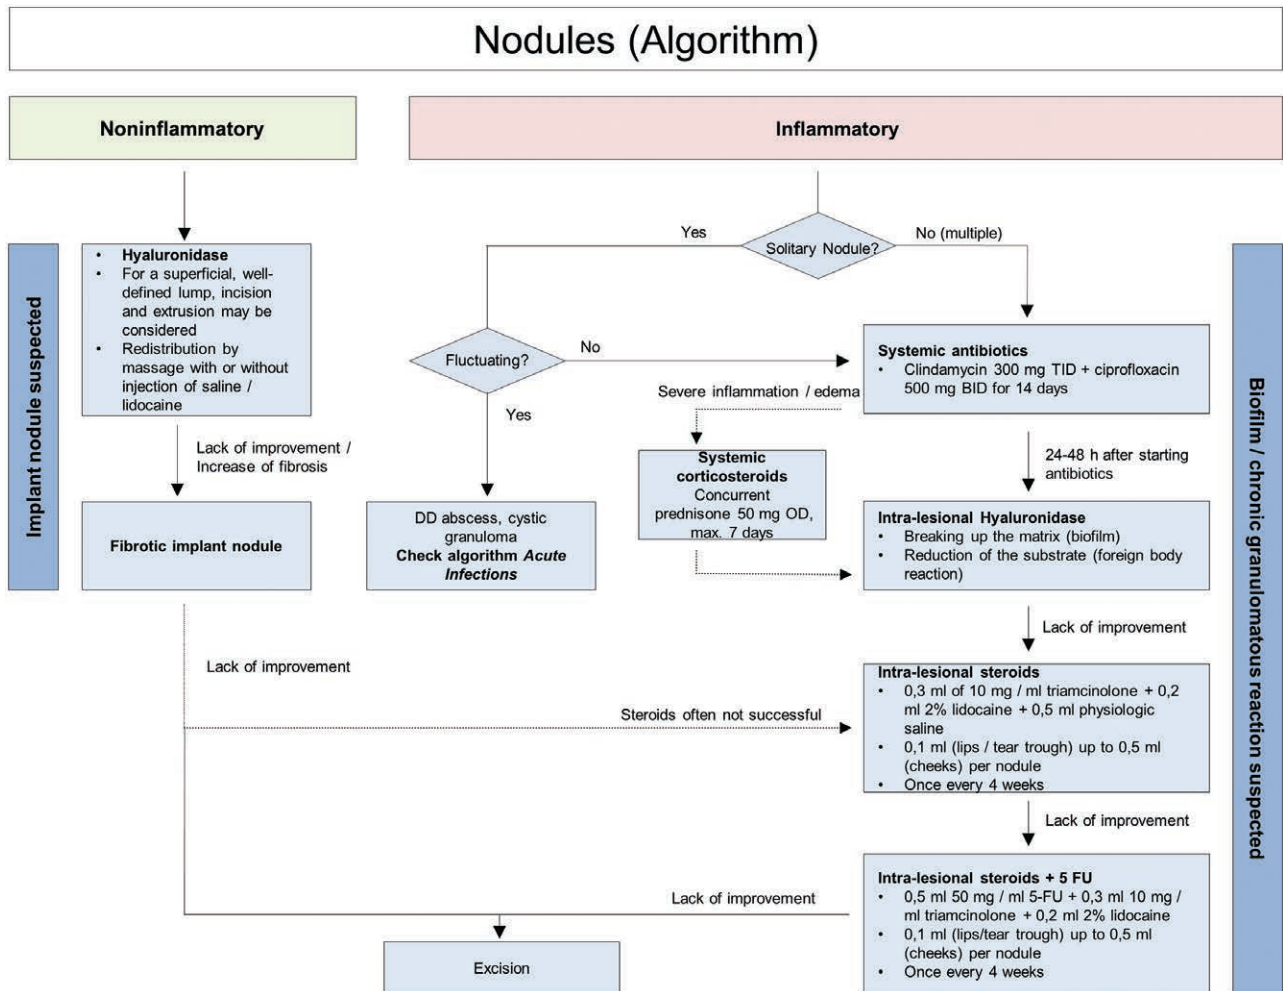 Nodules (Algorithm)
Noninflammatory
Inflammatory
Implant nodule suspected
• Hyaluronidase
• For a superficial, well-
defined lump, incision
and extrusion may be
considered
• Redistribution by
massage with or without
injection of saline /
lidocaine
Lack of improvement /
Increase of fibrosis
Fibrotic implant nodule
Lack of improvement
Solitary Nodule?
Yes
No (multiple)
Fluctuating?
No
Yes
DD abscess, cystic
granuloma
Check algorithm Acute
Infections
Systemic antibiotics
• Clindamycin 300 mg TID + ciprofloxacin
500 mg BID for 14 days
Severe inflammation / edema
Systemic
corticosteroids
Concurrent
prednisone 50 mg OD,
max. 7 days
24-48 h after starting
antibiotics
Intra-lesional Hyaluronidase
• Breaking up the matrix (biofilm)
• Reduction of the substrate (foreign body
reaction)
Lack of improvement
Steroids often not successful
Intra-lesional steroids
• 0,3 ml of 10 mg / ml triamcinolone + 0,2
ml 2% lidocaine + 0,5 ml physiologic
saline
• 0,1 ml (lips / tear trough) up to 0,5 ml
(cheeks) per nodule
• Once every 4 weeks
Lack of improvement
Intra-lesional steroids + 5 FU
• 0,5 ml 50 mg / ml 5-FU + 0,3 ml 10 mg /
ml triamcinolone + 0,2 ml 2% lidocaine
• 0,1 ml (lips/tear trough) up to 0,5 ml
(cheeks) per nodule
• Once every 4 weeks
Lack of improvement
Excision
Biofilm / chronic granulomatous reaction suspected